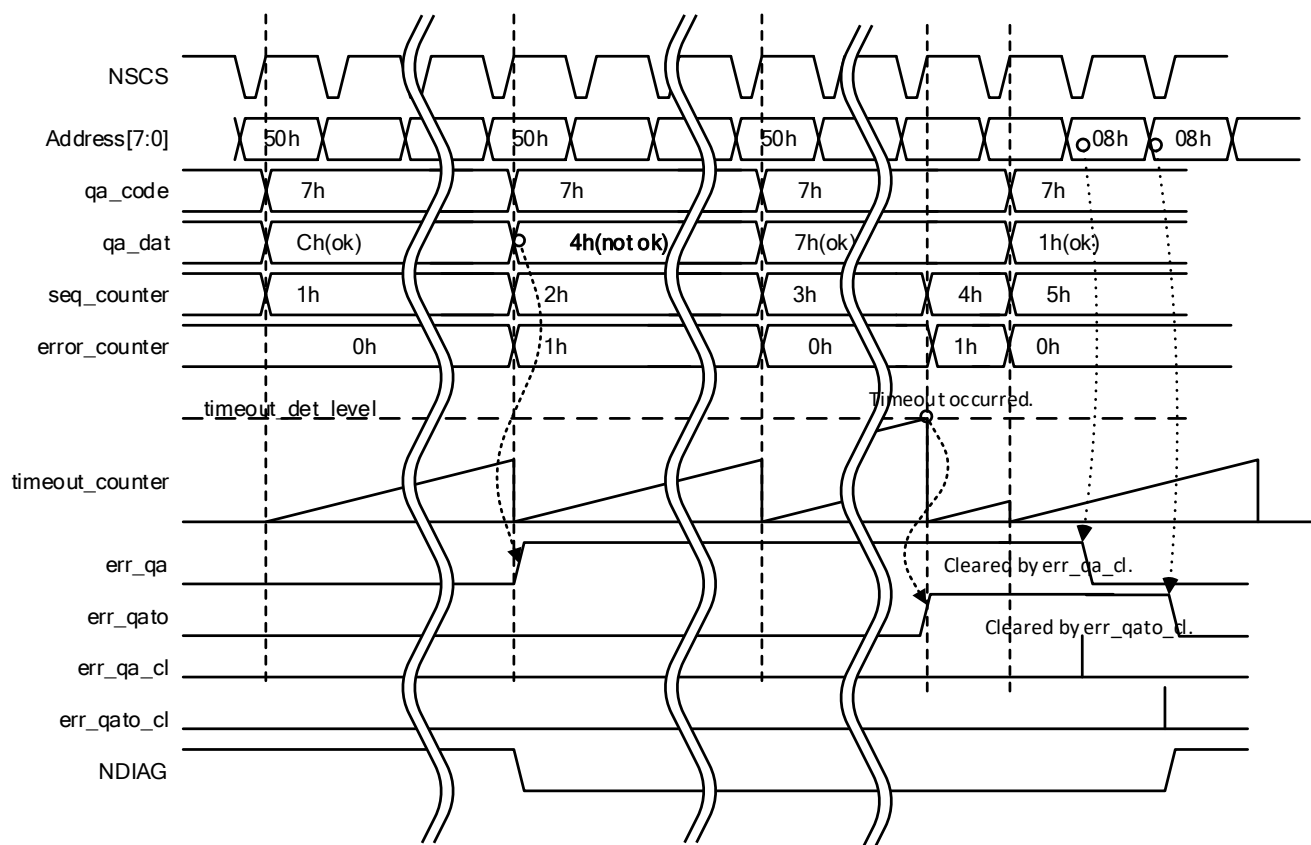 NSCS
Address[7:0] 50h 50h 50h 08h 08h
qa_code 7h 7h 7h 7h
qa_dat Ch(ok) 4h(not ok) 7h(ok) 1h(ok)
seq_counter 1h 2h 3h 4h 5h
error_counter 0h 1h 0h 1h 0h
timeout_det_level Timeout occurred.
timeout_counter
err_qa Cleared by err_qa_cl.
err_qato Cleared by err_qato_cl.
err_qa_cl
err_qato_cl
NDIAG